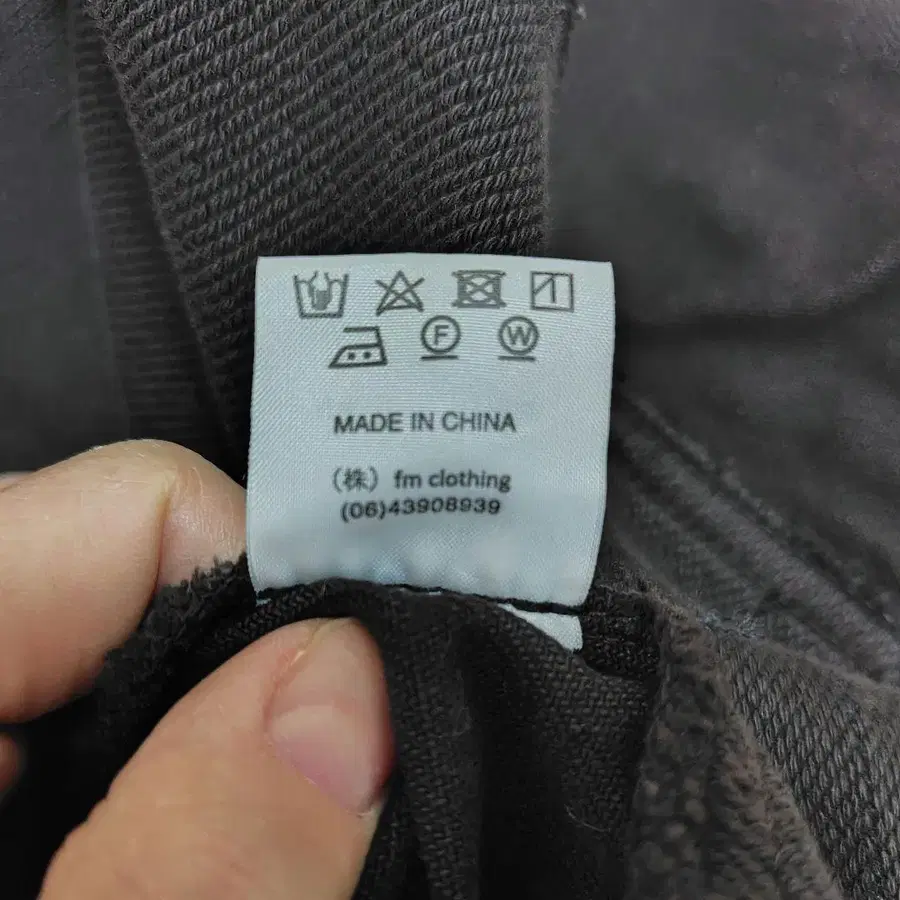 F W
MADE IN CHINA
（株）fm clothing
(06)43908939